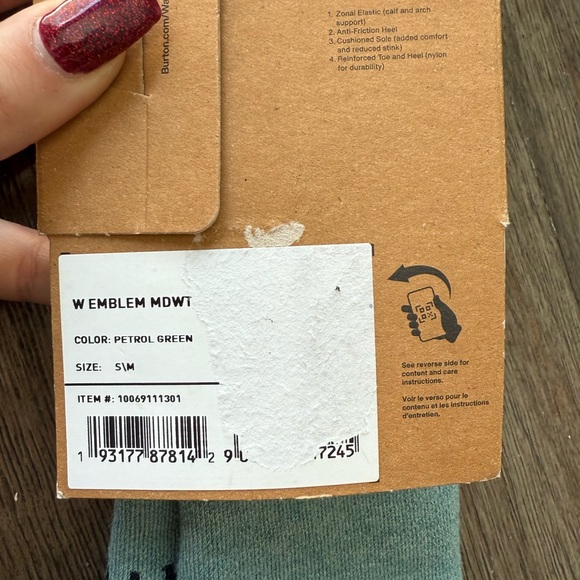 Burton.com/Wa
1. Zonal Elastic (calf and arch
support)
2. Anti-Friction Heel
3. Cushioned Sole (added comfort
and reduced stink)
4. Reinforced Toe and Heel (nylon
for durability)
W EMBLEM MDWT
COLOR: PETROL GREEN
SIZE: S\M
ITEM #: 10069111301
1 93177 87814 2 9 7245
See reverse side for
content and care
instructions.
Voir le verso pour le
contenu et les instructions
d'entretien.